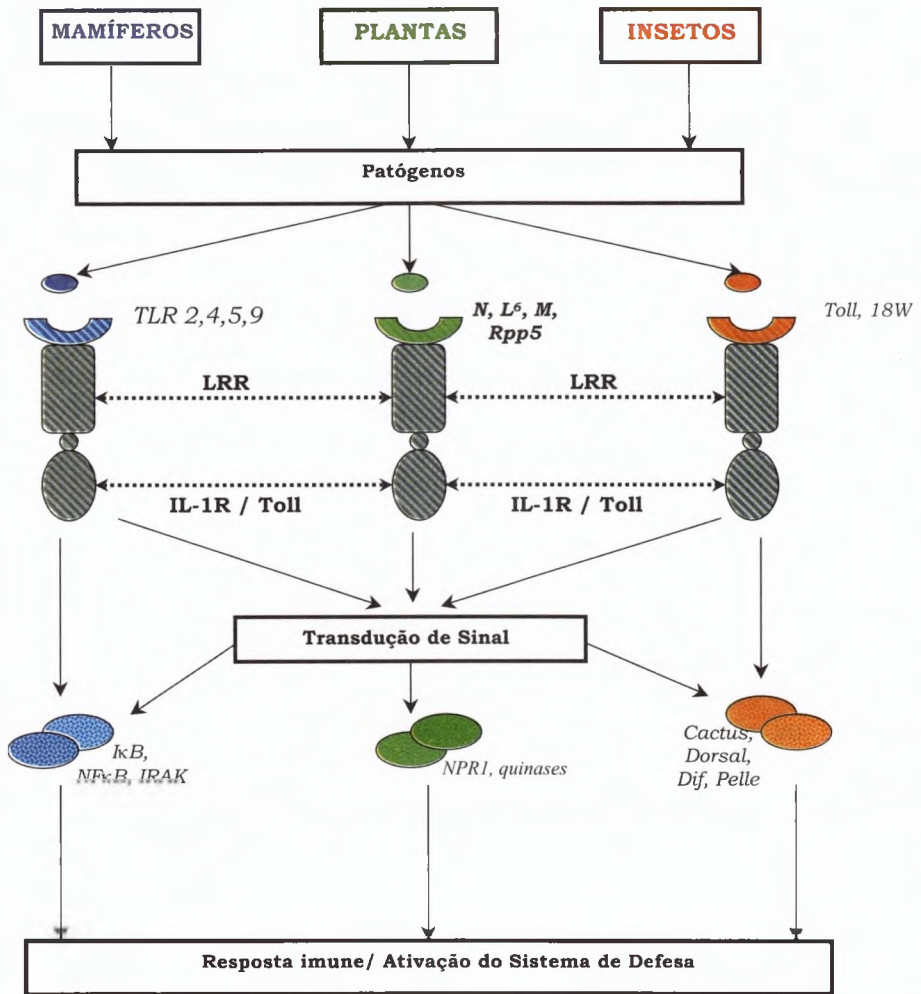 MAMÍFEROS
PLANTAS
INSETOS
Patógenos
TLR 2,4,5,9
N, L⁶, M,
Rpp5
Toll, 18W
LRR
LRR
IL-1R / Toll
IL-1R / Toll
Transdução de Sinal
IκB,
NFκB, IRAK
NPR1, quinases
Cactus,
Dorsal,
Dif, Pelle
Resposta imune/ Ativação do Sistema de Defesa